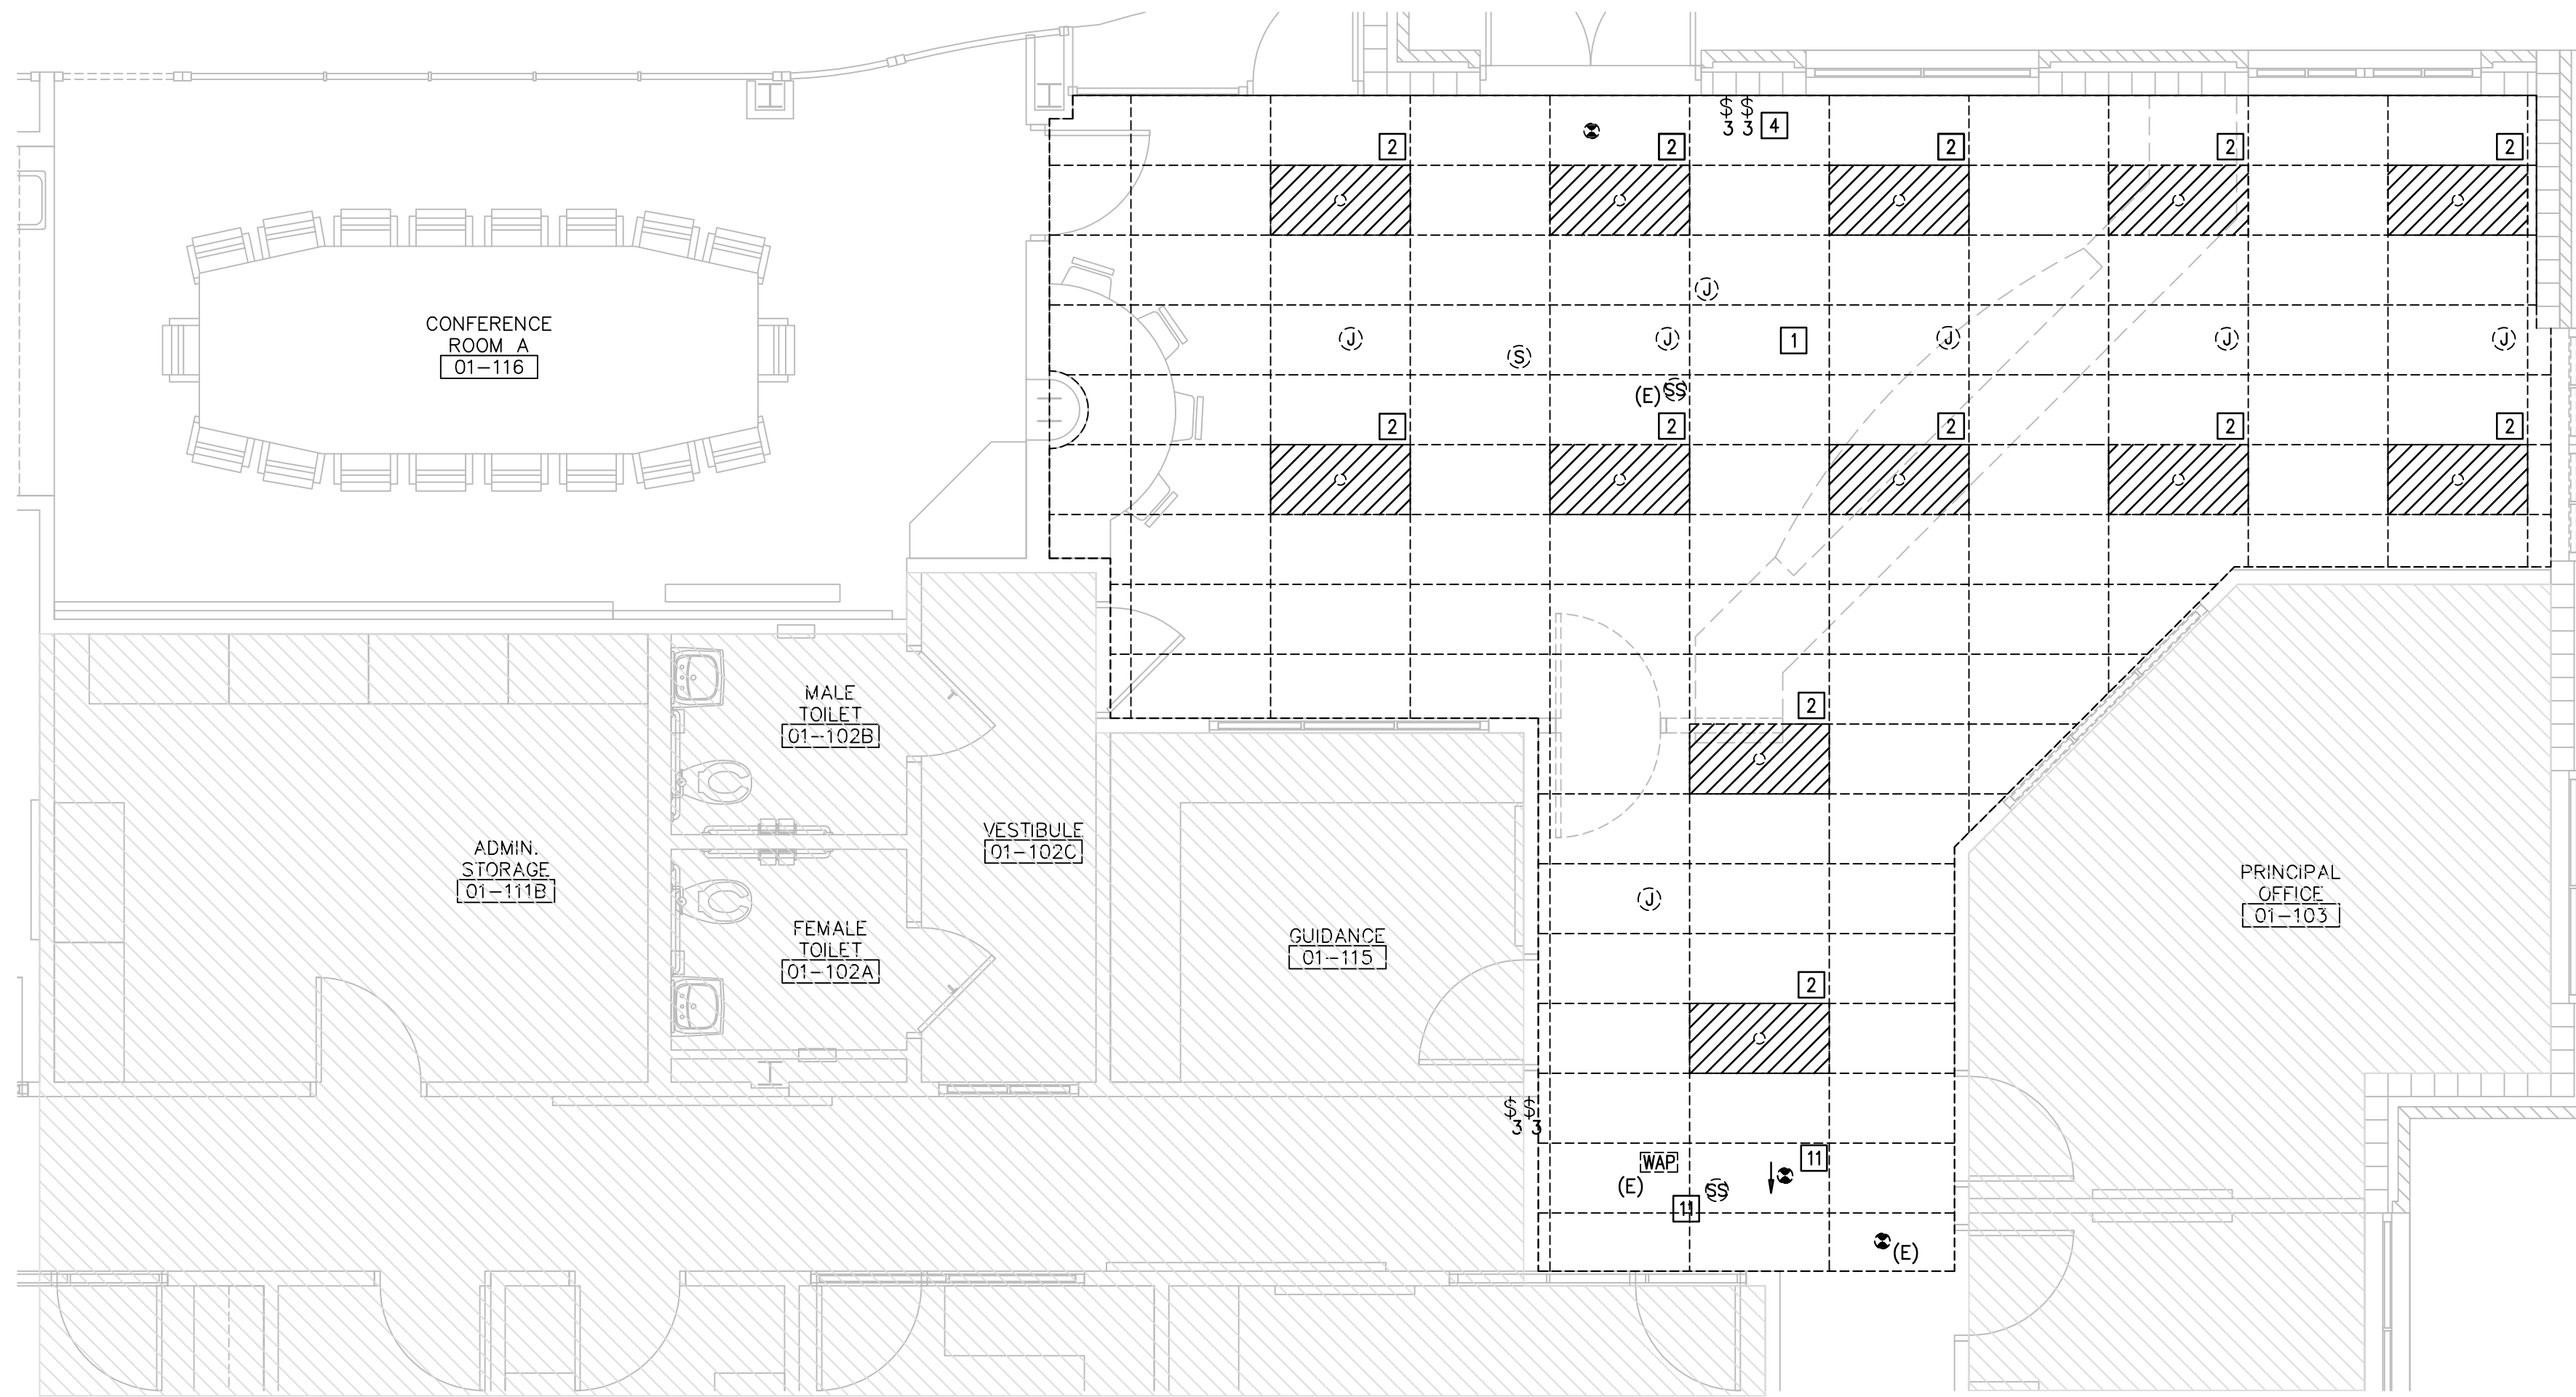 $ $
3 3 4
2 2 2 2 2
J
CONFERENCE
ROOM A
01-116
J J 1 J J J
S
(E) SS
2 2 2 2 2
MALE
TOILET
01-102B
2
VESTIBULE
01-102C
ADMIN.
STORAGE
01-111B
PRINCIPAL
OFFICE
01-103
J
FEMALE
TOILET
01-102A
GUIDANCE
01-115
2
$ $
3 3
WAP 11
(E) SS
11
(E)